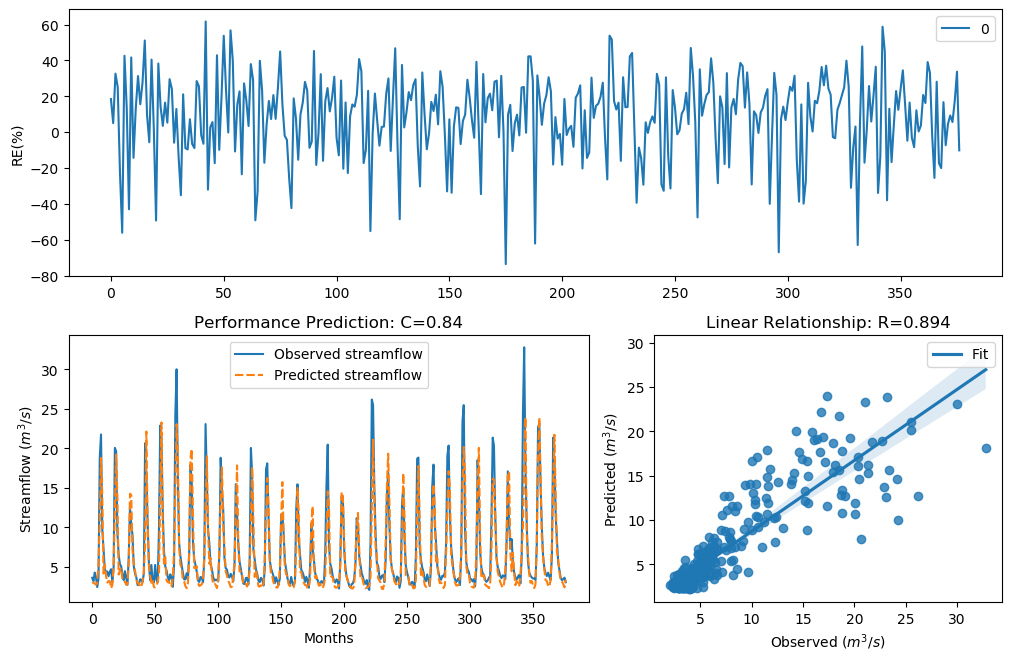 RE(%)
60
40
20
0
−20
−40
−60
−80
0
0 50 100 150 200 250 300 350
Performance Prediction: C=0.84
Streamflow (m³/s)
30
25
20
15
10
5
Observed streamflow
Predicted streamflow
0 50 100 150 200 250 300 350
Months
Linear Relationship: R=0.894
Predicted (m³/s)
30
25
20
15
10
5
Fit
5 10 15 20 25 30
Observed (m³/s)